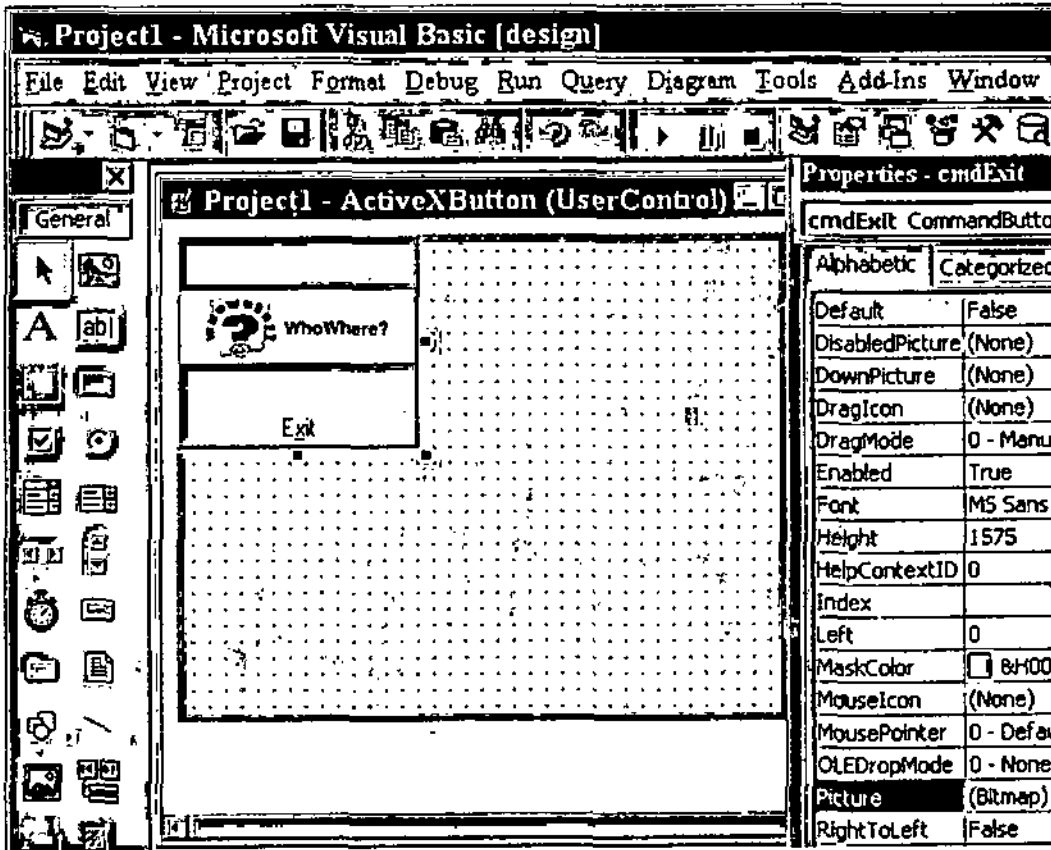 Project1 - Microsoft Visual Basic [design]
File Edit View Project Format Debug Run Query Diagram Tools Add-Ins Window
General
A
ab
Project1 - ActiveXButton (UserControl)
WhoWhere?
Exit
Properties - cmdExit
cmdExit CommandButto
Alphabetic Categorized
Default False
DisabledPicture (None)
DownPicture (None)
DragIcon (None)
DragMode 0 - Manu
Enabled True
Font MS Sans
Height 1575
HelpContextID 0
Index
Left 0
MaskColor &H00
MouseIcon (None)
MousePointer 0 - Defau
OLEDropMode 0 - None
Picture (Bitmap)
RightToLeft False